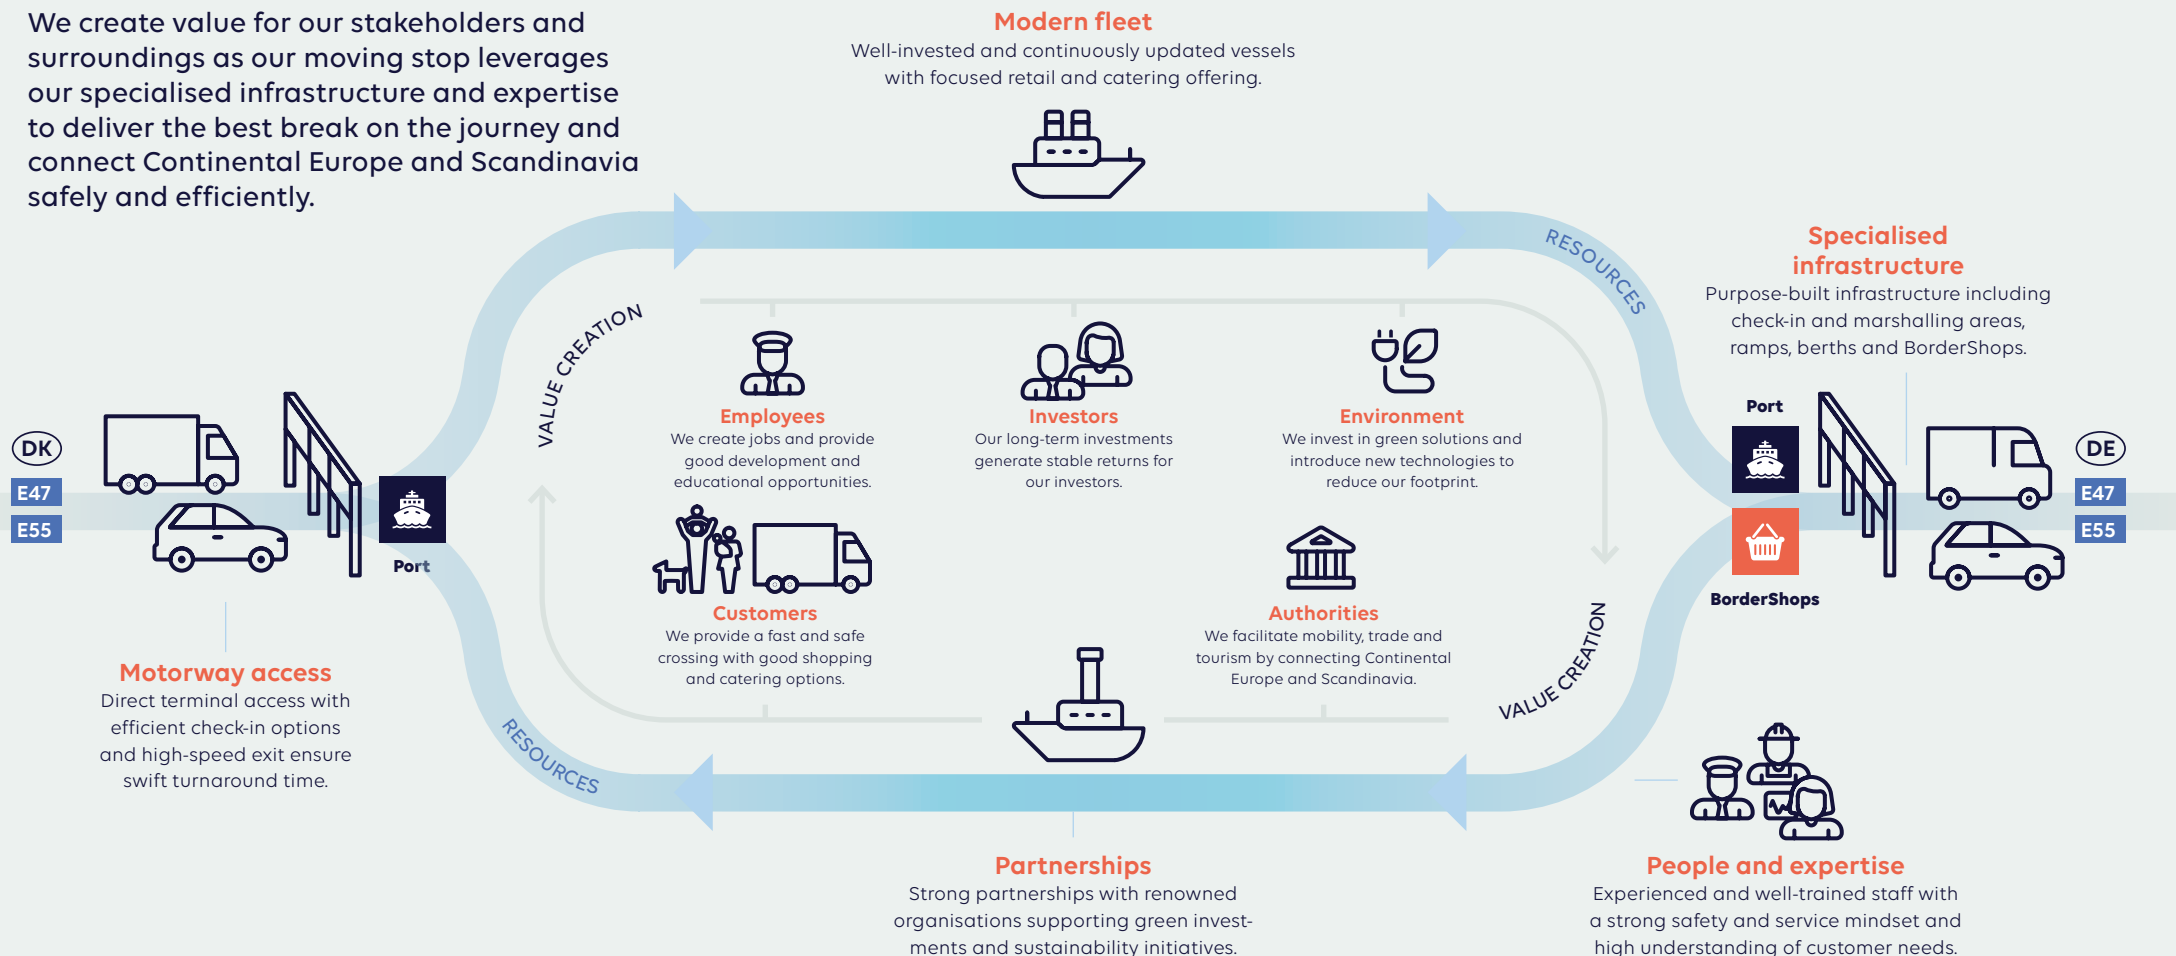 We create value for our stakeholders and
surroundings as our moving stop leverages
our specialised infrastructure and expertise
to deliver the best break on the journey and
connect Continental Europe and Scandinavia
safely and efficiently.
Modern fleet
Well-invested and continuously updated vessels
with focused retail and catering offering.
RESOURCES
Specialised
infrastructure
Purpose-built infrastructure including
check-in and marshalling areas,
ramps, berths and BorderShops.
VALUE CREATION
Employees
We create jobs and provide
good development and
educational opportunities.
Investors
Our long-term investments
generate stable returns for
our investors.
Environment
We invest in green solutions and
introduce new technologies to
reduce our footprint.
DK
E47
E55
Port
Port
BorderShops
DE
E47
E55
Customers
We provide a fast and safe
crossing with good shopping
and catering options.
Authorities
We facilitate mobility, trade and
tourism by connecting Continental
Europe and Scandinavia.
VALUE CREATION
Motorway access
Direct terminal access with
efficient check-in options
and high-speed exit ensure
swift turnaround time.
RESOURCES
Partnerships
Strong partnerships with renowned
organisations supporting green invest-
ments and sustainability initiatives.
People and expertise
Experienced and well-trained staff with
a strong safety and service mindset and
high understanding of customer needs.